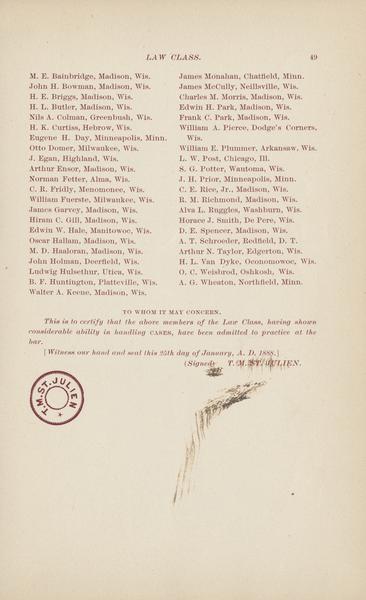 LAW CLASS. 49
M. E. Bainbridge, Madison, Wis.
John H. Bowman, Madison, Wis.
H. E. Briggs, Madison, Wis.
H. L. Butler, Madison, Wis.
Nils A. Colman, Greenbush, Wis.
H. K. Curtiss, Hebrow, Wis.
Eugene H. Day, Minneapolis, Minn.
Otto Domer, Milwaukee, Wis.
J. Egan, Highland, Wis.
Arthur Ensor, Madison, Wis.
Norman Fetter, Alma, Wis.
C. R. Fridly, Menomonee, Wis.
William Fuerste, Milwaukee, Wis.
James Garvey, Madison, Wis.
Hiram C. Gill, Madison, Wis.
Edwin W. Hale, Manitowoc, Wis.
Oscar Hallam, Madison, Wis.
M. D. Haaloran, Madison, Wis.
John Holman, Deerfield, Wis.
Ludwig Hulsethur, Utica, Wis.
B. F. Huntington, Platteville, Wis.
Walter A. Keene, Madison, Wis.
James Monahan, Chatfield, Minn.
James McCully, Neillsville, Wis.
Charles M. Morris, Madison, Wis.
Edwin H. Park, Madison, Wis.
Frank C. Park, Madison, Wis.
William A. Pierce, Dodge's Corners,
Wis.
William E. Plummer, Arkansaw, Wis.
L. W. Post, Chicago, Ill.
S. G. Potter, Wautoma, Wis.
J. H. Prior, Minneapolis, Minn.
C. E. Rice, Jr., Madison, Wis.
R. M. Richmond, Madison, Wis.
Alva L. Ruggles, Washburn, Wis.
Horace J. Smith, De Pere, Wis.
D. E. Spencer, Madison, Wis.
A. T. Schroeder, Redfield, D. T.
Arthur N. Taylor, Edgerton, Wis.
H. L. Van Dyke, Oconomowoc, Wis.
O. C. Weisbrod, Oshkosh, Wis.
A. G. Wheaton, Northfield, Minn.
TO WHOM IT MAY CONCERN.
This is to certify that the above members of the Law Class, having shown
considerable ability in handling CASES, have been admitted to practice at the
bar.
[Witness our hand and seal this 25th day of January, A. D. 1888.]
(Signed) T. M. ST. JULIEN.
T. M. ST. JULIEN